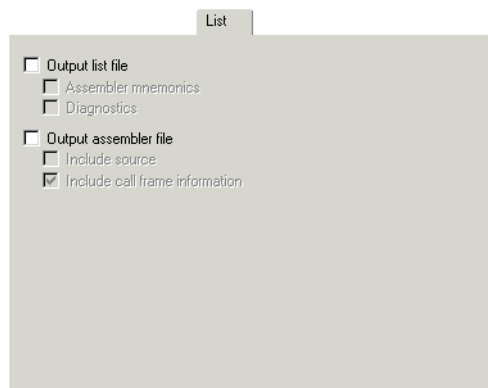 List
Output list file
Assembler mnemonics
Diagnostics
Output assembler file
Include source
Include call frame information